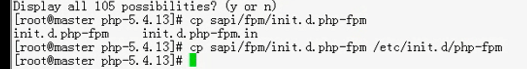 Display all 105 possibilities? (y or n)
[root@master php-5.4.13]# cp sapi/fpm/init.d.php-fpm
init.d.php-fpm     init.d.php-fpm.in
[root@master php-5.4.13]# cp sapi/fpm/init.d.php-fpm /etc/init.d/php-fpm
[root@master php-5.4.13]#